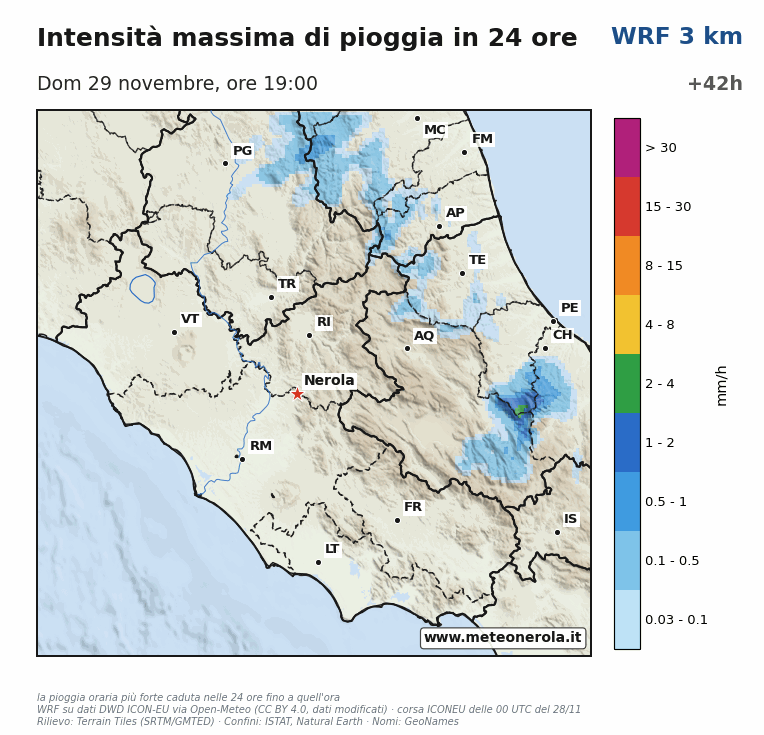 Intensità massima di pioggia in 24 ore WRF 3 km
Dom 29 novembre, ore 19:00 +42h
MC
FM
PG
> 30
15 - 30
AP
8 - 15
TE
TR
PE
VT
RI
4 - 8
CH
AQ
mm/h
Nerola
2 - 4
RM
1 - 2
0.5 - 1
FR
IS
LT
0.1 - 0.5
0.03 - 0.1
www.meteonerola.it
la pioggia oraria più forte caduta nelle 24 ore fino a quell'ora
WRF su dati DWD ICON-EU via Open-Meteo (CC BY 4.0, dati modificati) · corsa ICONEU delle 00 UTC del 28/11
Rilievo: Terrain Tiles (SRTM/GMTED) · Confini: ISTAT, Natural Earth · Nomi: GeoNames